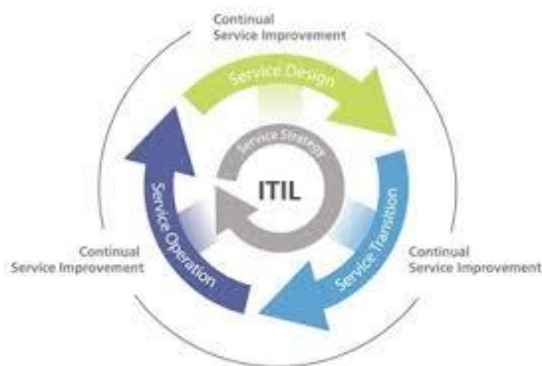 Continual
Service Improvement
Service Design
Service Strategy
ITIL
Service Operation
Service Transition
Continual
Service Improvement
Continual
Service Improvement